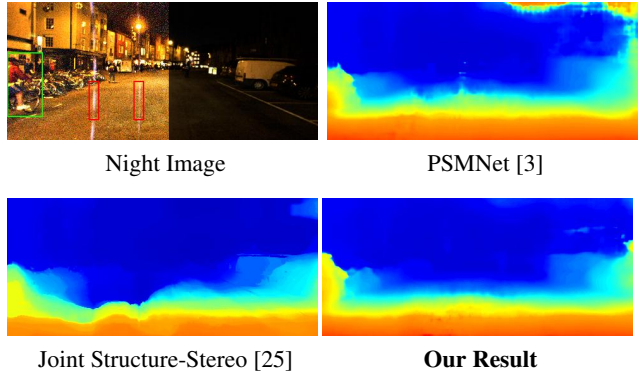 Night Image
PSMNet [3]
Joint Structure-Stereo [25]
Our Result